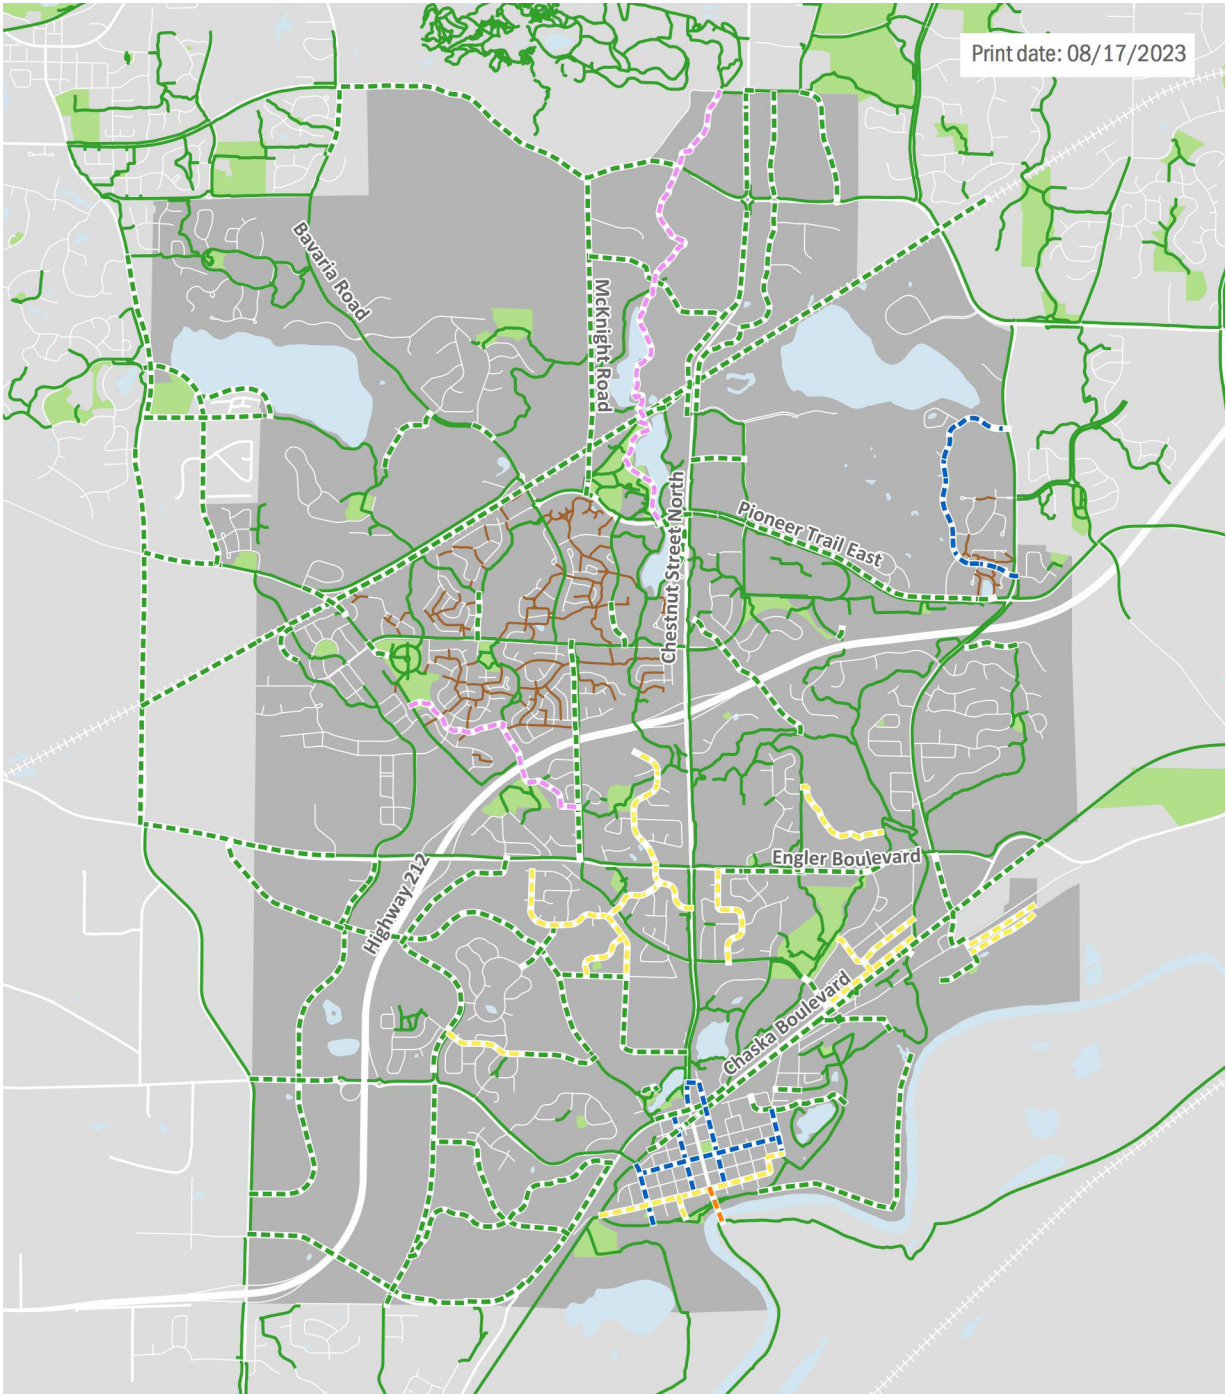 Print date: 08/17/2023
Bavaria Road
McKnight Road
Chestnut Street North
Pioneer Trail East
Engler Boulevard
Highway 212
Chaska Boulevard